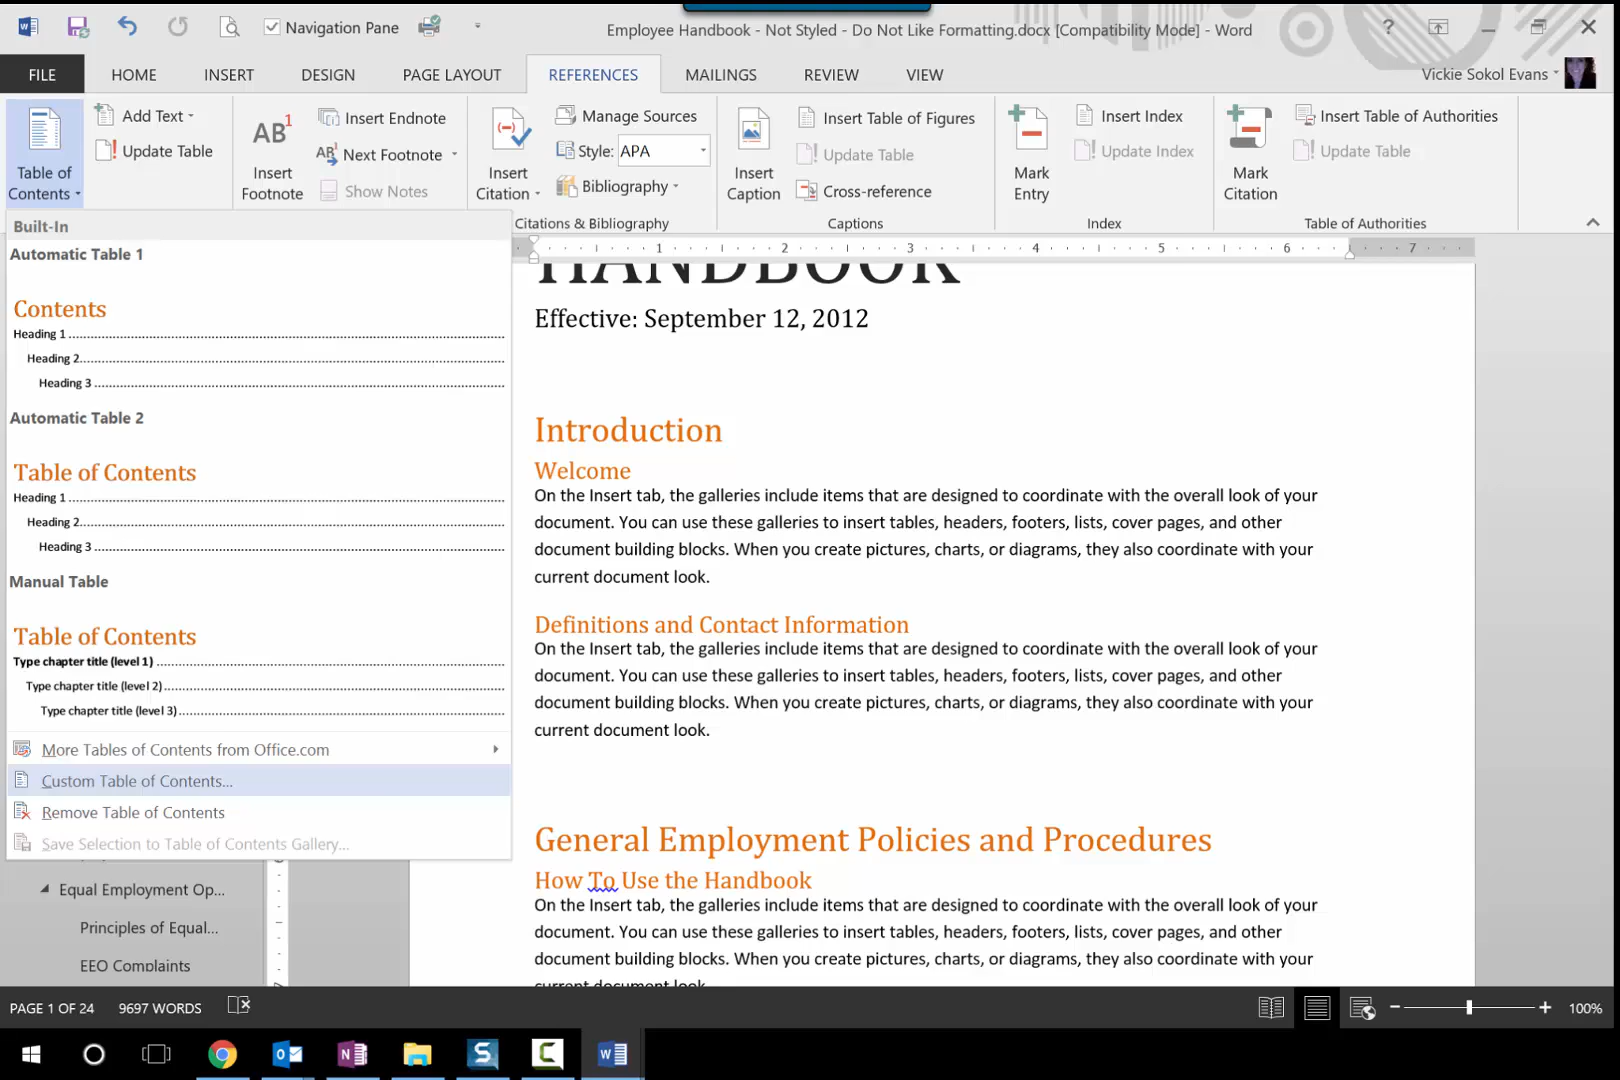 Navigation Pane
Employee Handbook - Not Styled - Do Not Like Formatting.docx [Compatibility Mode] - Word
?
FILE
HOME
INSERT
DESIGN
PAGE LAYOUT
REFERENCES
MAILINGS
REVIEW
VIEW
Vickie Sokol Evans
Table of
Contents
Add Text
Update Table
AB1
Insert
Footnote
Insert Endnote
Next Footnote
Show Notes
Insert
Citation
Manage Sources
Style: APA
Bibliography
Citations & Bibliography
Insert
Caption
Insert Table of Figures
Update Table
Cross-reference
Captions
Mark
Entry
Insert Index
Update Index
Index
Mark
Citation
Insert Table of Authorities
Update Table
Table of Authorities
Built-In
Automatic Table 1
Contents
Heading 1
Heading 2
Heading 3
Automatic Table 2
Table of Contents
Heading 1
Heading 2
Heading 3
Manual Table
Table of Contents
Type chapter title (level 1)
Type chapter title (level 2)
Type chapter title (level 3)
More Tables of Contents from Office.com
Custom Table of Contents...
Remove Table of Contents
Save Selection to Table of Contents Gallery...
Equal Employment Op...
Principles of Equal...
EEO Complaints
1 2 3 4 5 6 7
HANDBOOK
Effective: September 12, 2012
Introduction
Welcome
On the Insert tab, the galleries include items that are designed to coordinate with the overall look of your
document. You can use these galleries to insert tables, headers, footers, lists, cover pages, and other
document building blocks. When you create pictures, charts, or diagrams, they also coordinate with your
current document look.
Definitions and Contact Information
On the Insert tab, the galleries include items that are designed to coordinate with the overall look of your
document. You can use these galleries to insert tables, headers, footers, lists, cover pages, and other
document building blocks. When you create pictures, charts, or diagrams, they also coordinate with your
current document look.
General Employment Policies and Procedures
How To Use the Handbook
On the Insert tab, the galleries include items that are designed to coordinate with the overall look of your
document. You can use these galleries to insert tables, headers, footers, lists, cover pages, and other
document building blocks. When you create pictures, charts, or diagrams, they also coordinate with your
current document look.
PAGE 1 OF 24
9697 WORDS
100%